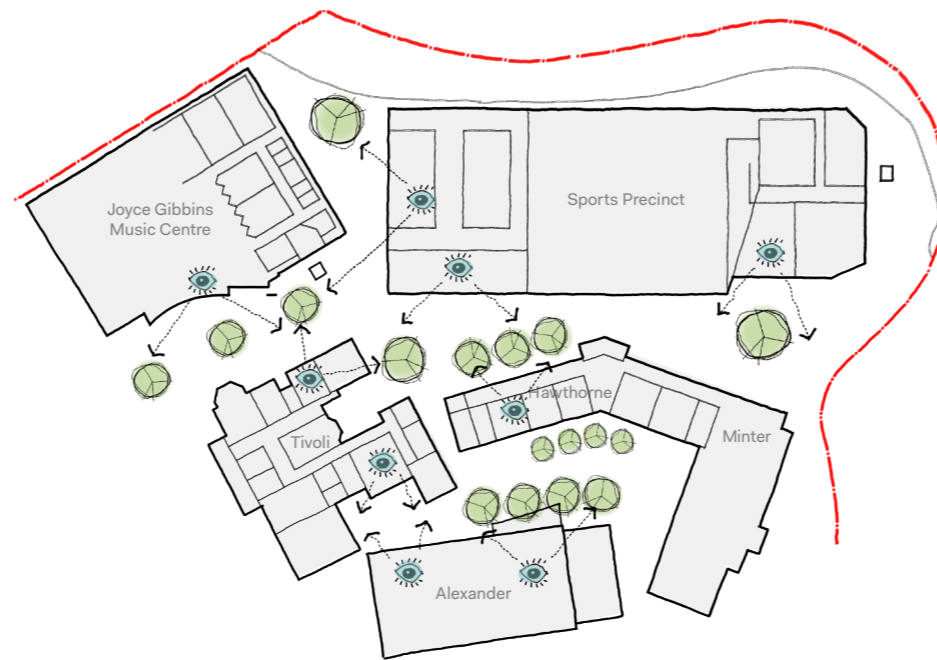 Joyce Gibbins
Music Centre
Sports Precinct
Hawthorne
Tivoli
Minter
Alexander